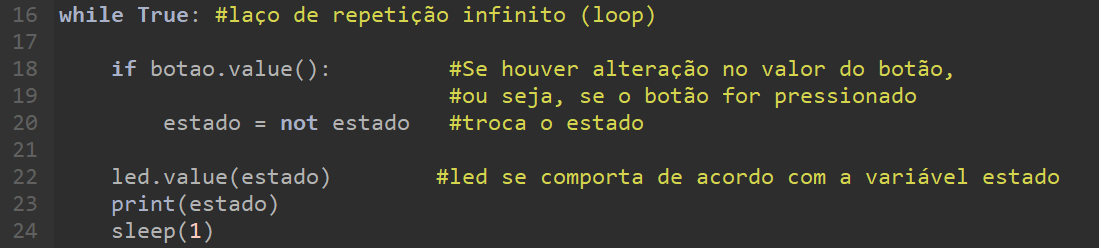 16 while True: #laço de repetição infinito (loop)
17
18 if botao.value(): #Se houver alteração no valor do botão,
19 #ou seja, se o botão for pressionado
20 estado = not estado #troca o estado
21
22 led.value(estado) #led se comporta de acordo com a variável estado
23 print(estado)
24 sleep(1)